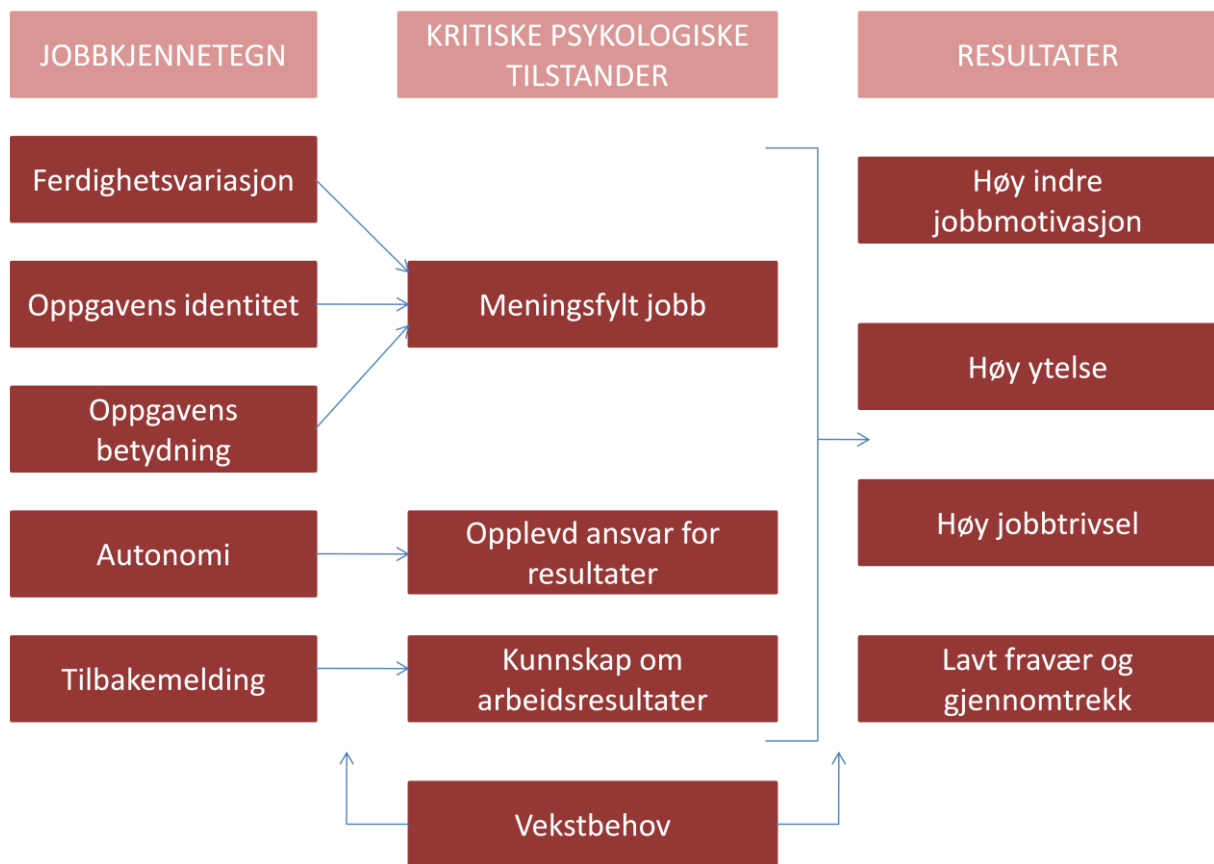 JOBBKJENNETEGN
KRITISKE PSYKOLOGISKE
TILSTANDER
RESULTATER
Ferdighetsvariasjon
Oppgavens identitet
Oppgavens
betydning
Autonomi
Tilbakemelding
Meningsfylt jobb
Opplevd ansvar for
resultater
Kunnskap om
arbeidsresultater
Vekstbehov
Høy indre
jobbmotivasjon
Høy ytelse
Høy jobbtrivsel
Lavt fravær og
gjennomtrekk